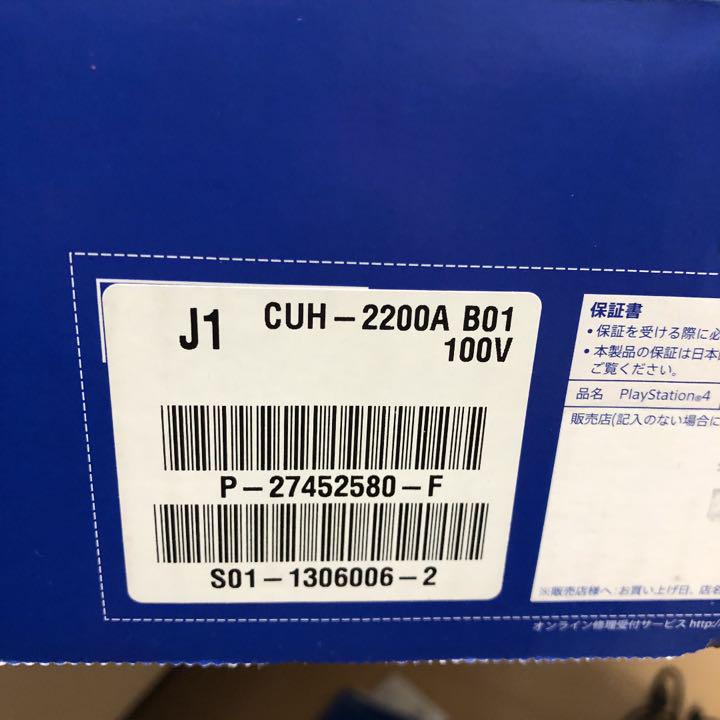 J1
CUH-2200A B01
100V
P-27452580-F
S01-1306006-2
保証書
• 保証を受ける際に必
• 本製品の保証は日本
ご覧ください。
品名 PlayStation®4
販売店(記入のない場合に
※販売店様へ:お買い上げ日、店名
オンライン修理受付サービス http:/